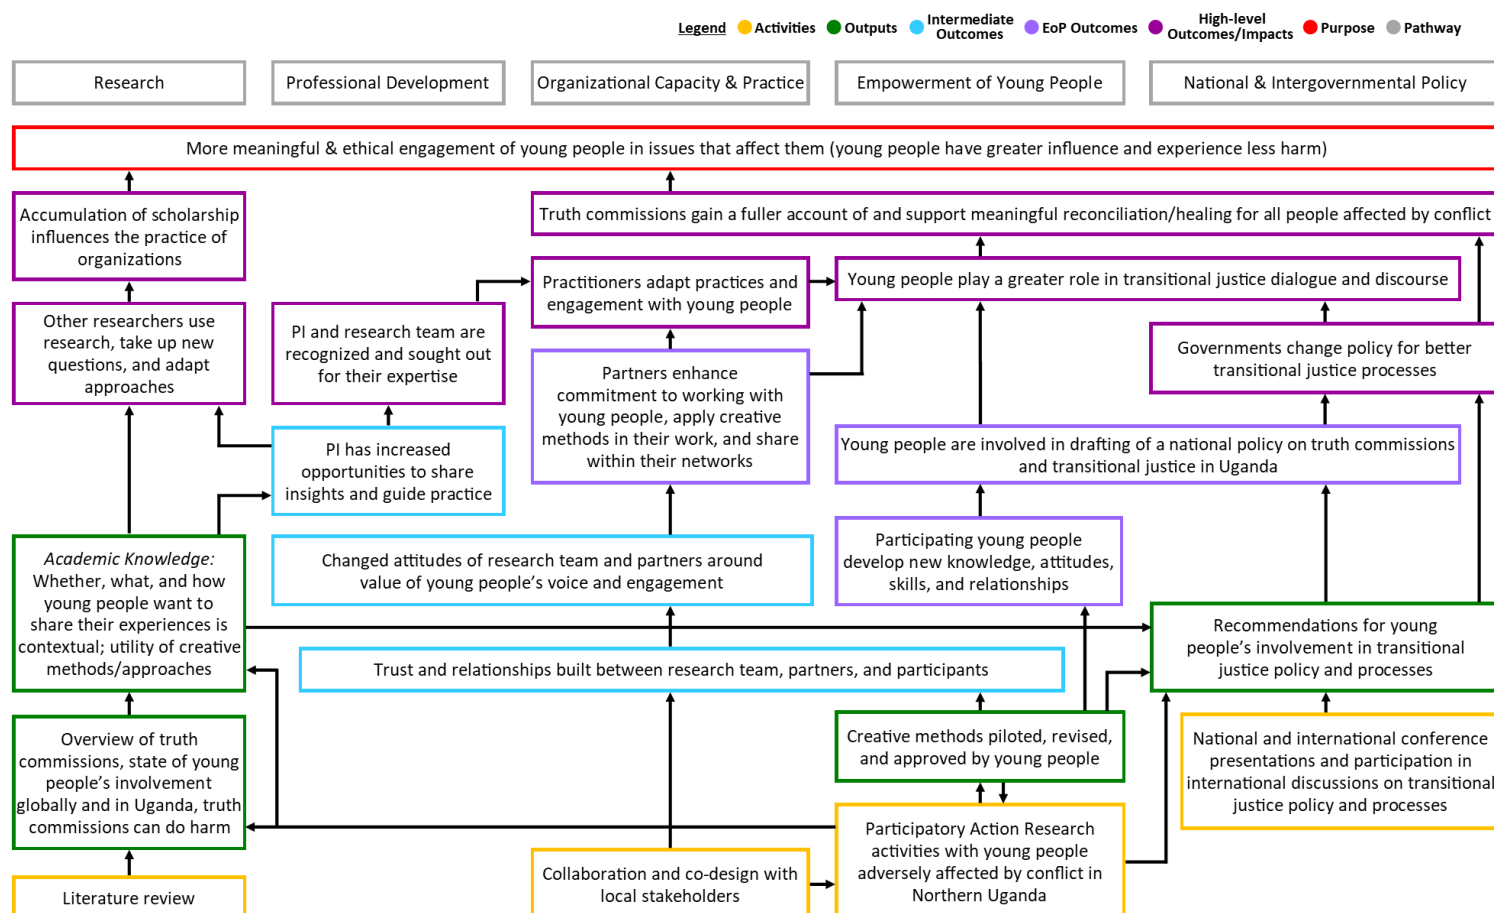 Legend Activities Outputs Intermediate Outcomes EoP Outcomes High-level Outcomes/Impacts Purpose Pathway
Research
Professional Development
Organizational Capacity & Practice
Empowerment of Young People
National & Intergovernmental Policy
More meaningful & ethical engagement of young people in issues that affect them (young people have greater influence and experience less harm)
Accumulation of scholarship
influences the practice of
organizations
Truth commissions gain a fuller account of and support meaningful reconciliation/healing for all people affected by conflict
Practitioners adapt practices and
engagement with young people
Young people play a greater role in transitional justice dialogue and discourse
Other researchers use
research, take up new
questions, and adapt
approaches
PI and research team are
recognized and sought out
for their expertise
Partners enhance
commitment to working with
young people, apply creative
methods in their work, and share
within their networks
Governments change policy for better
transitional justice processes
PI has increased
opportunities to share
insights and guide practice
Young people are involved in drafting of a national policy on truth commissions
and transitional justice in Uganda
Academic Knowledge:
Whether, what, and how
young people want to
share their experiences is
contextual; utility of creative
methods/approaches
Changed attitudes of research team and partners around
value of young people's voice and engagement
Participating young people
develop new knowledge, attitudes,
skills, and relationships
Recommendations for young
people's involvement in transitional
justice policy and processes
Trust and relationships built between research team, partners, and participants
Overview of truth
commissions, state of young
people's involvement
globally and in Uganda, truth
commissions can do harm
Creative methods piloted, revised,
and approved by young people
National and international conference
presentations and participation in
international discussions on transitional
justice policy and processes
Participatory Action Research
activities with young people
adversely affected by conflict in
Northern Uganda
Collaboration and co-design with
local stakeholders
Literature review